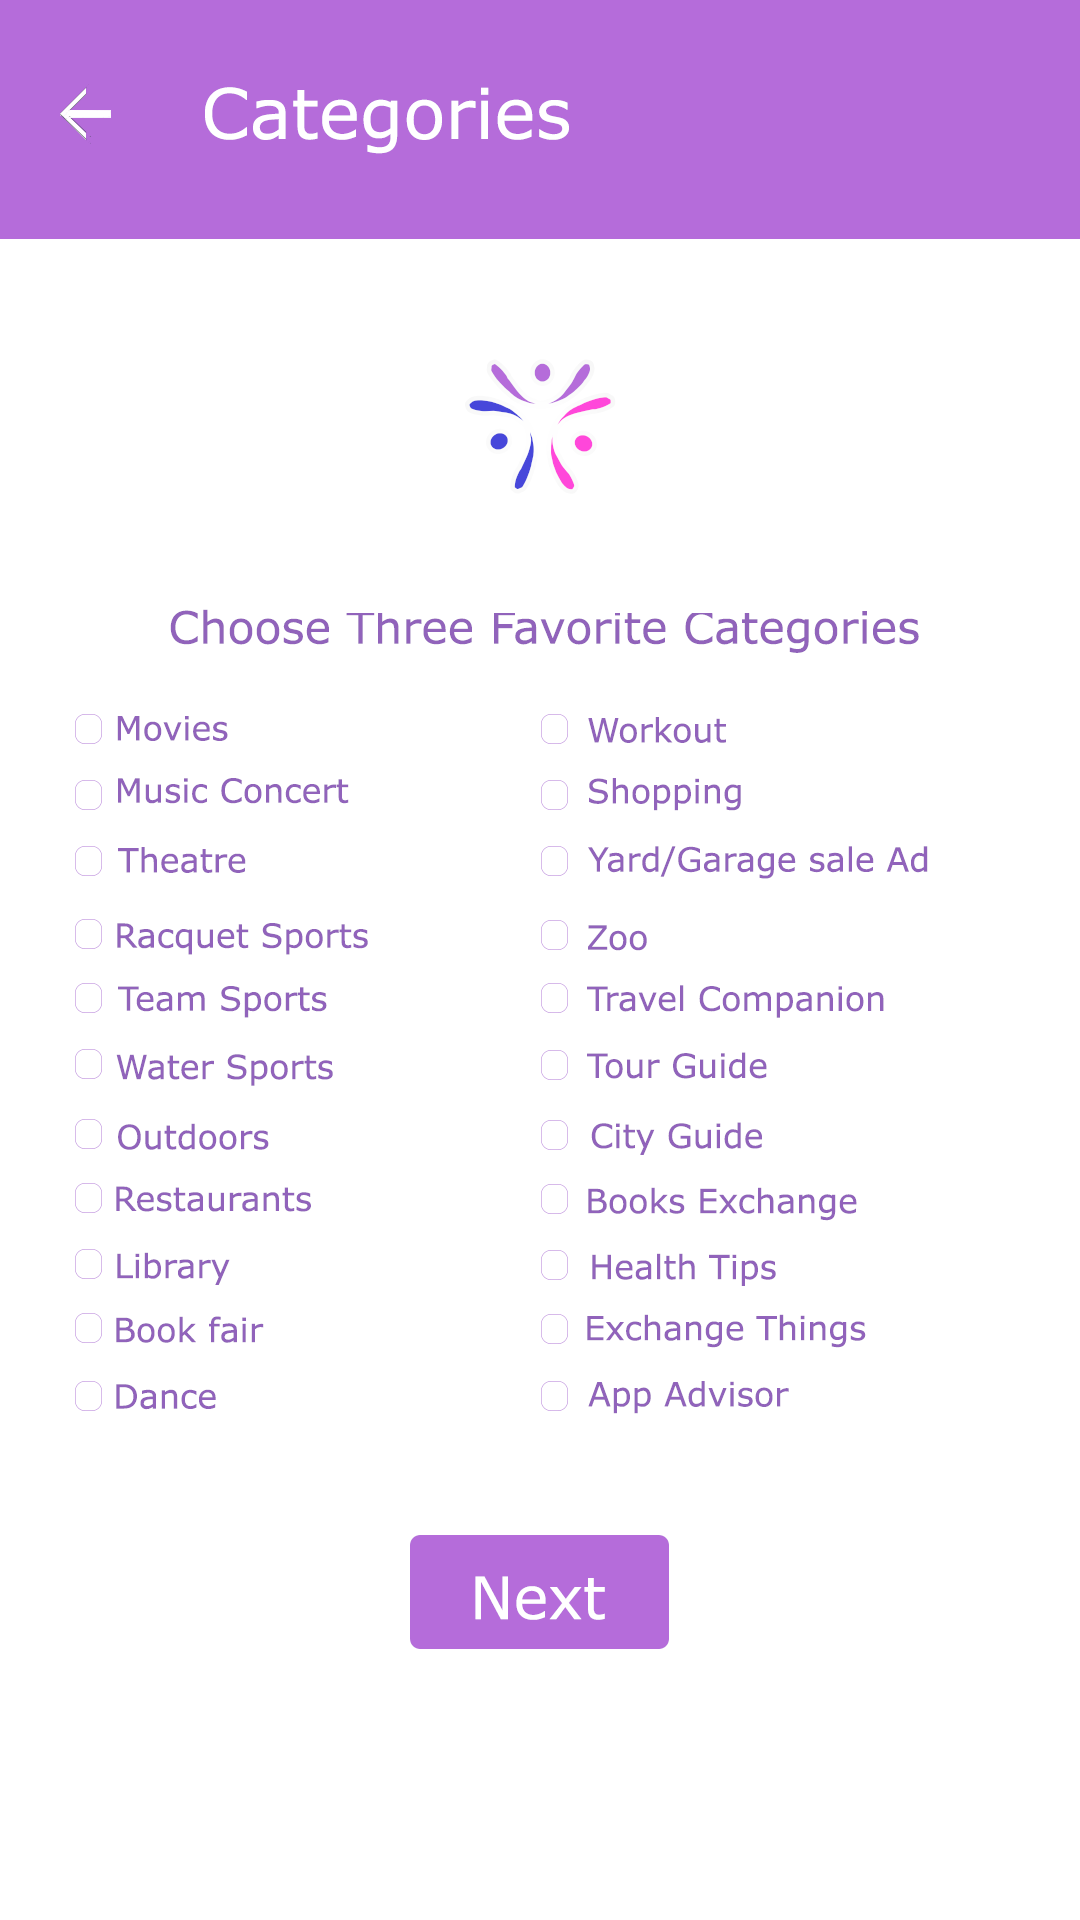 Categories
Choose Three Favorite Categories
Movies
Music Concert
Theatre
Racquet Sports
Team Sports
Water Sports
Outdoors
Restaurants
Library
Book fair
Dance
Workout
Shopping
Yard/Garage sale Ad
Zoo
Travel Companion
Tour Guide
City Guide
Books Exchange
Health Tips
Exchange Things
App Advisor
Next